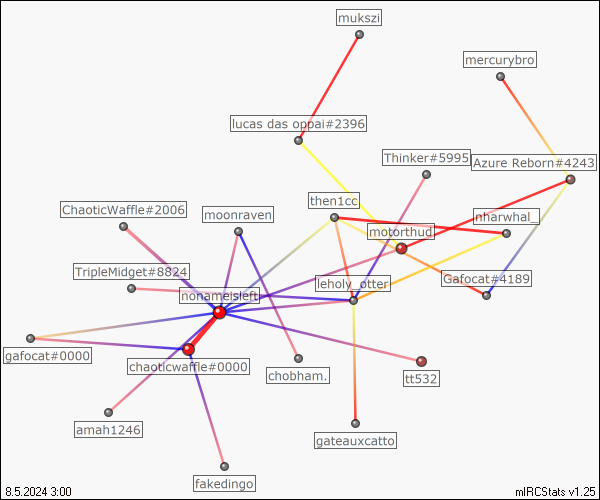 mukszi
mercurybro
lucas das oppai#2396
Thinker#5995
Azure Reborn#4243
then1cc
ChaoticWaffle#2006
moonraven
nharwhal_
motorthud
TripleMidget#8824
leholy_otter
Gafocat#4189
nonameisleft
gafocat#0000
chaoticwaffle#0000
chobham.
tt532
amah1246
gateauxcatto
fakedingo
8.5.2024 3:00
mIRCStats v1.25